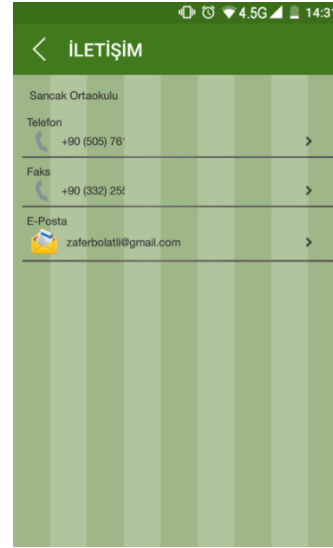 4.5G 14:31
İLETİŞİM
Sancak Ortaokulu
Telefon
+90 (505) 76
Faks
+90 (332) 25
E-Posta
zaferbolatli@gmail.com